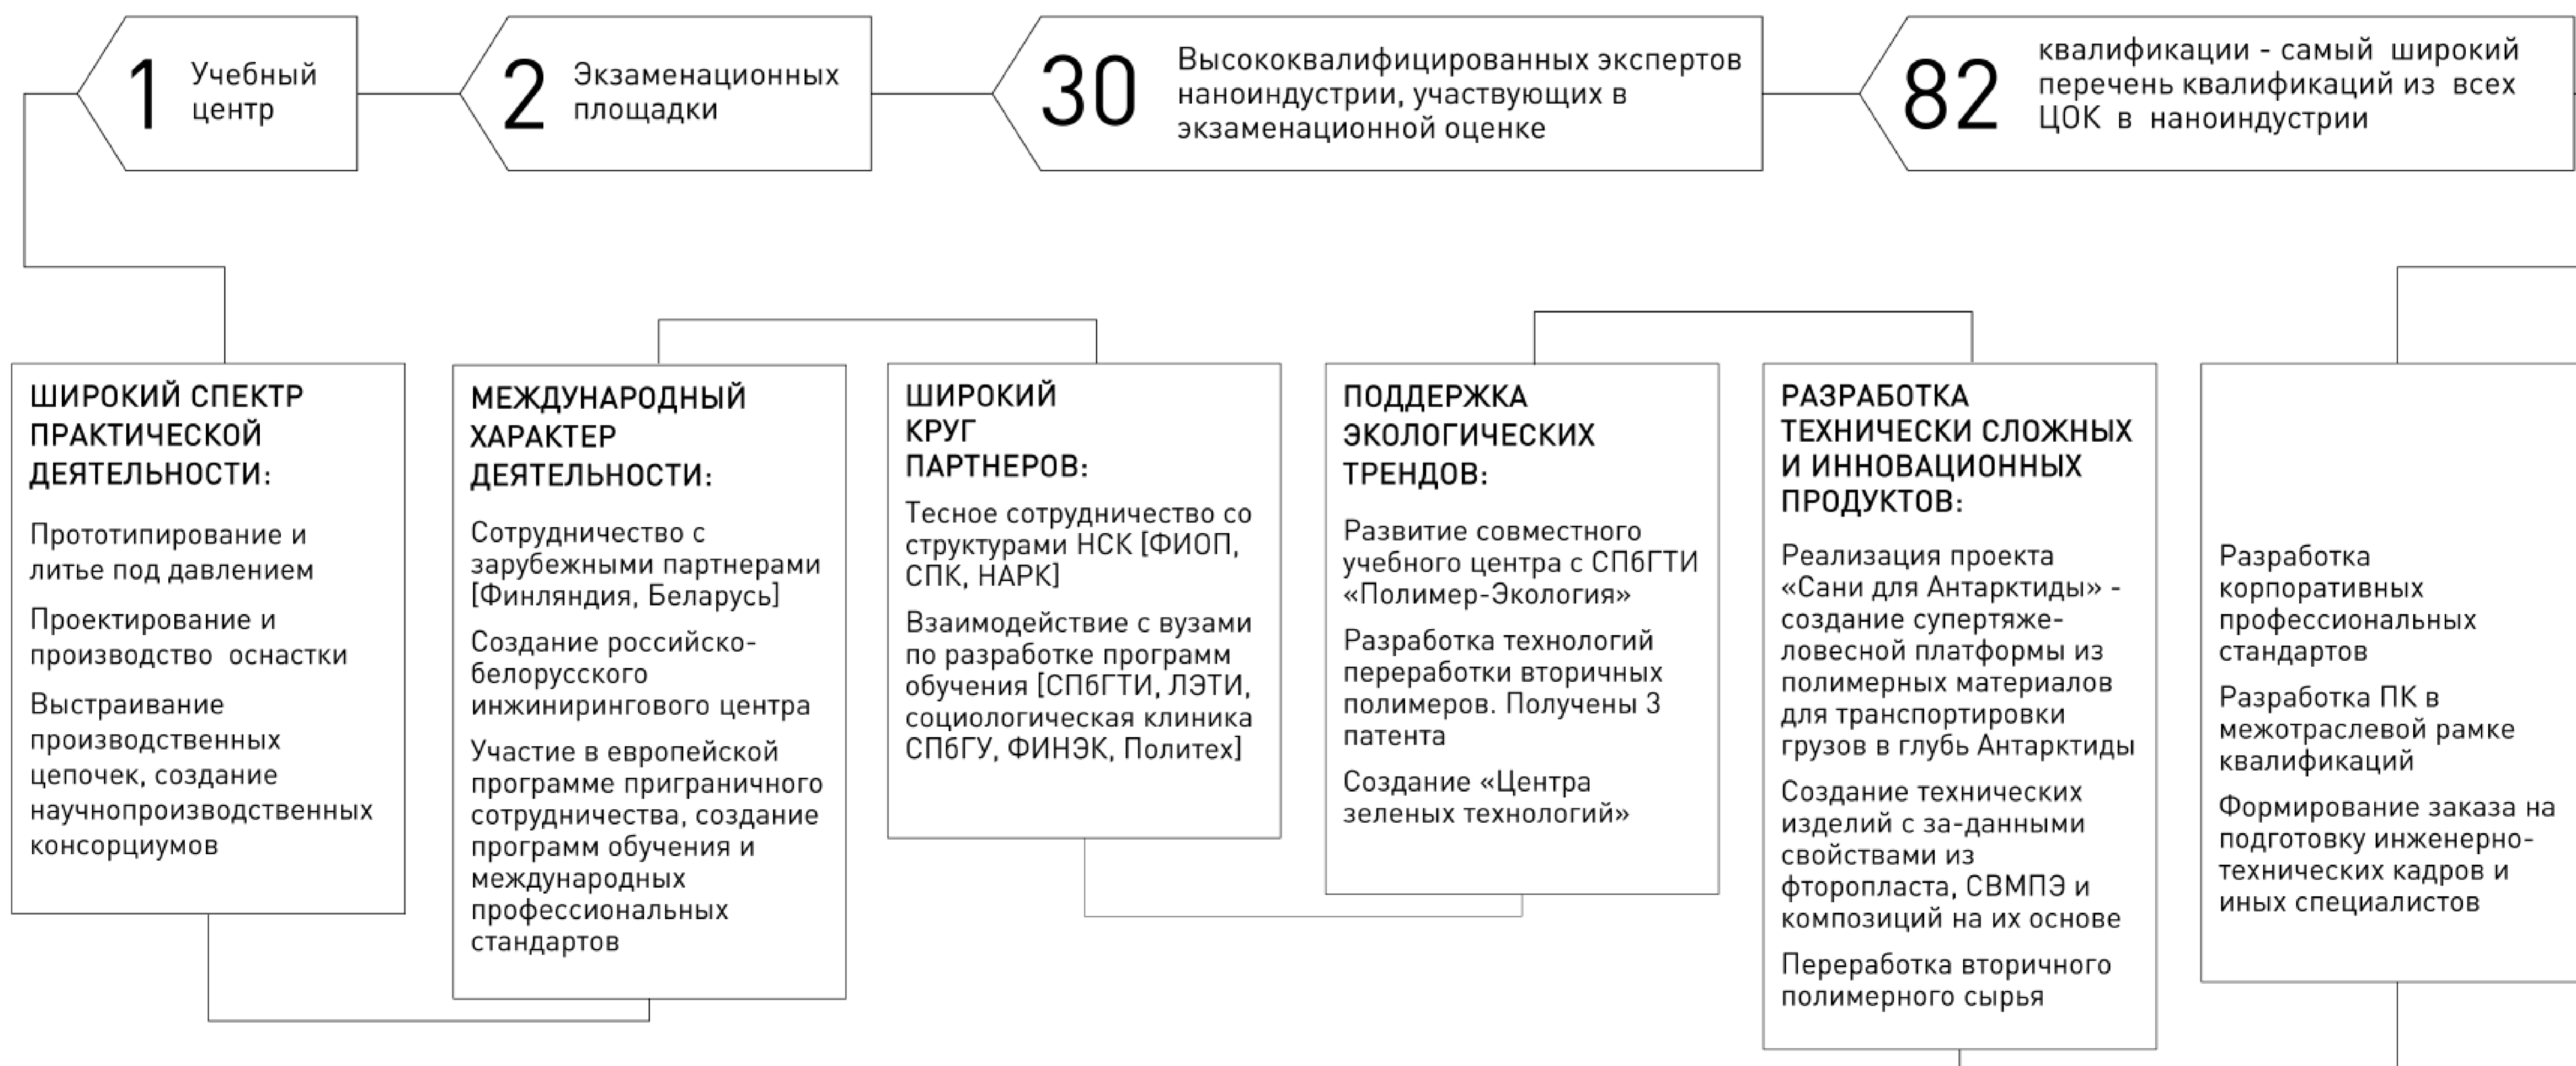 1
Учебный
центр
2
Экзаменационных
площадки
30
Высококвалифицированных экспертов
наноиндустрии, участвующих в
экзаменационной оценке
82
квалификации - самый широкий
перечень квалификаций из всех
ЦОК в наноиндустрии
ШИРОКИЙ СПЕКТР
ПРАКТИЧЕСКОЙ
ДЕЯТЕЛЬНОСТИ:
Прототипирование и
литье под давлением
Проектирование и
производство оснастки
Выстраивание
производственных
цепочек, создание
научнопроизводственных
консорциумов
МЕЖДУНАРОДНЫЙ
ХАРАКТЕР
ДЕЯТЕЛЬНОСТИ:
Сотрудничество с
зарубежными партнерами
[Финляндия, Беларусь]
Создание российско-
белорусского
инжинирингового центра
Участие в европейской
программе приграничного
сотрудничества, создание
программ обучения и
международных
профессиональных
стандартов
ШИРОКИЙ
КРУГ
ПАРТНЕРОВ:
Тесное сотрудничество со
структурами НСК [ФИОП,
СПК, НАРК]
Взаимодействие с вузами
по разработке программ
обучения [СПбГТИ, ЛЭТИ,
социологическая клиника
СПбГУ, ФИНЭК, Политех]
ПОДДЕРЖКА
ЭКОЛОГИЧЕСКИХ
ТРЕНДОВ:
Развитие совместного
учебного центра с СПбГТИ
«Полимер-Экология»
Разработка технологий
переработки вторичных
полимеров. Получены 3
патента
Создание «Центра
зеленых технологий»
РАЗРАБОТКА
ТЕХНИЧЕСКИ СЛОЖНЫХ
И ИННОВАЦИОННЫХ
ПРОДУКТОВ:
Реализация проекта
«Сани для Антарктиды» -
создание супертяже-
ловесной платформы из
полимерных материалов
для транспортировки
грузов в глубь Антарктиды
Создание технических
изделий с за-данными
свойствами из
фторопласта, СВМПЭ и
композиций на их основе
Переработка вторичного
полимерного сырья
Разработка
корпоративных
профессиональных
стандартов
Разработка ПК в
межотраслевой рамке
квалификаций
Формирование заказа на
подготовку инженерно-
технических кадров и
иных специалистов